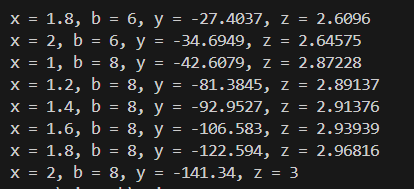 x = 1.8, b = 6, y = -27.4037, z = 2.6096
x = 2, b = 6, y = -34.6949, z = 2.64575
x = 1, b = 8, y = -42.6079, z = 2.87228
x = 1.2, b = 8, y = -81.3845, z = 2.89137
x = 1.4, b = 8, y = -92.9527, z = 2.91376
x = 1.6, b = 8, y = -106.583, z = 2.93939
x = 1.8, b = 8, y = -122.594, z = 2.96816
x = 2, b = 8, y = -141.34, z = 3